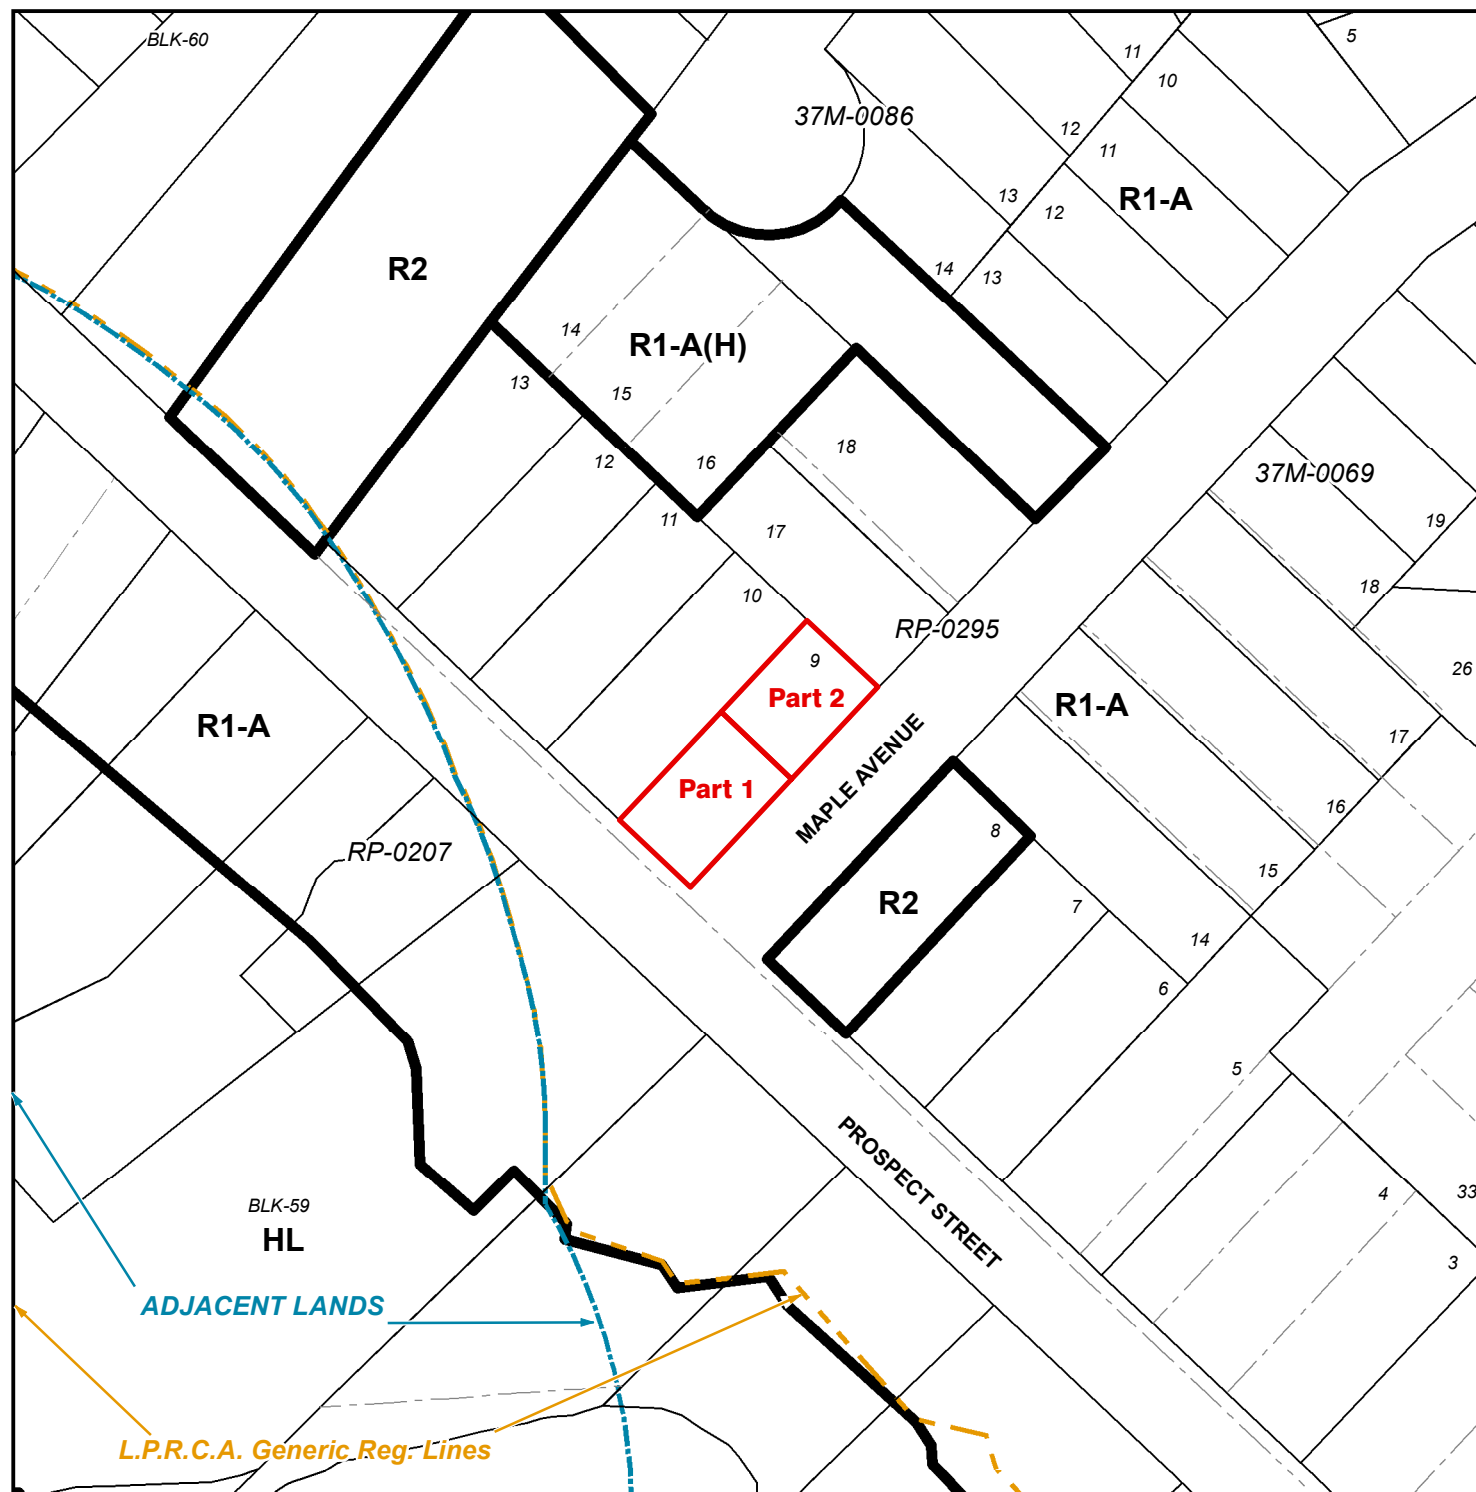 BLK-60
5
11
10
37M-0086
12
11
13
12
R1-A
R2
14
13
14
R1-A(H)
13
15
12
16
18
37M-0069
11
17
19
18
10
RP-0295
9
26
Part 2
R1-A
R1-A
17
MAPLE AVENUE
Part 1
16
8
RP-0207
15
R2
7
14
6
5
PROSPECT STREET
4
33
BLK-59
HL
3
ADJACENT LANDS
L.P.R.C.A. Generic Reg. Lines